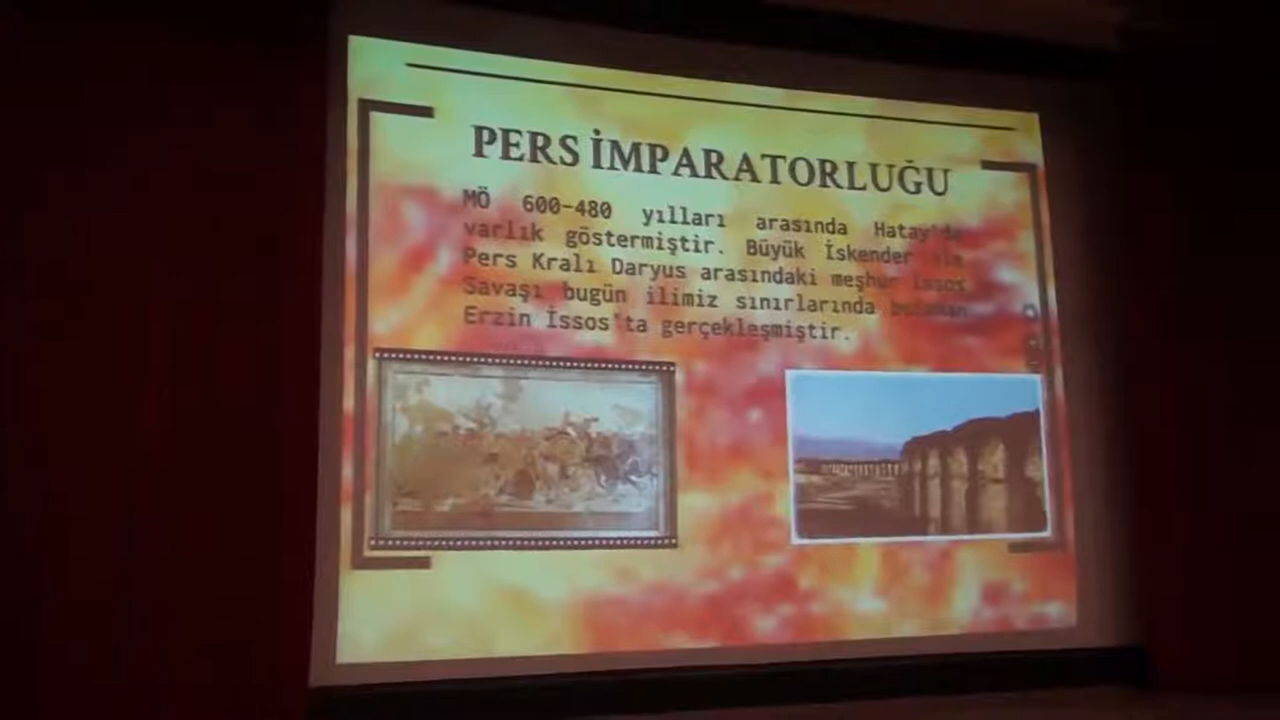 PERS İMPARATORLUĞU
MÖ 600-480 yılları arasında Hatay'da
varlık göstermiştir. Büyük İskender ile
Pers Kralı Daryus arasındaki meşhur İssos
Savaşı bugün ilimiz sınırlarında bulunan
Erzin İssos'ta gerçekleşmiştir.